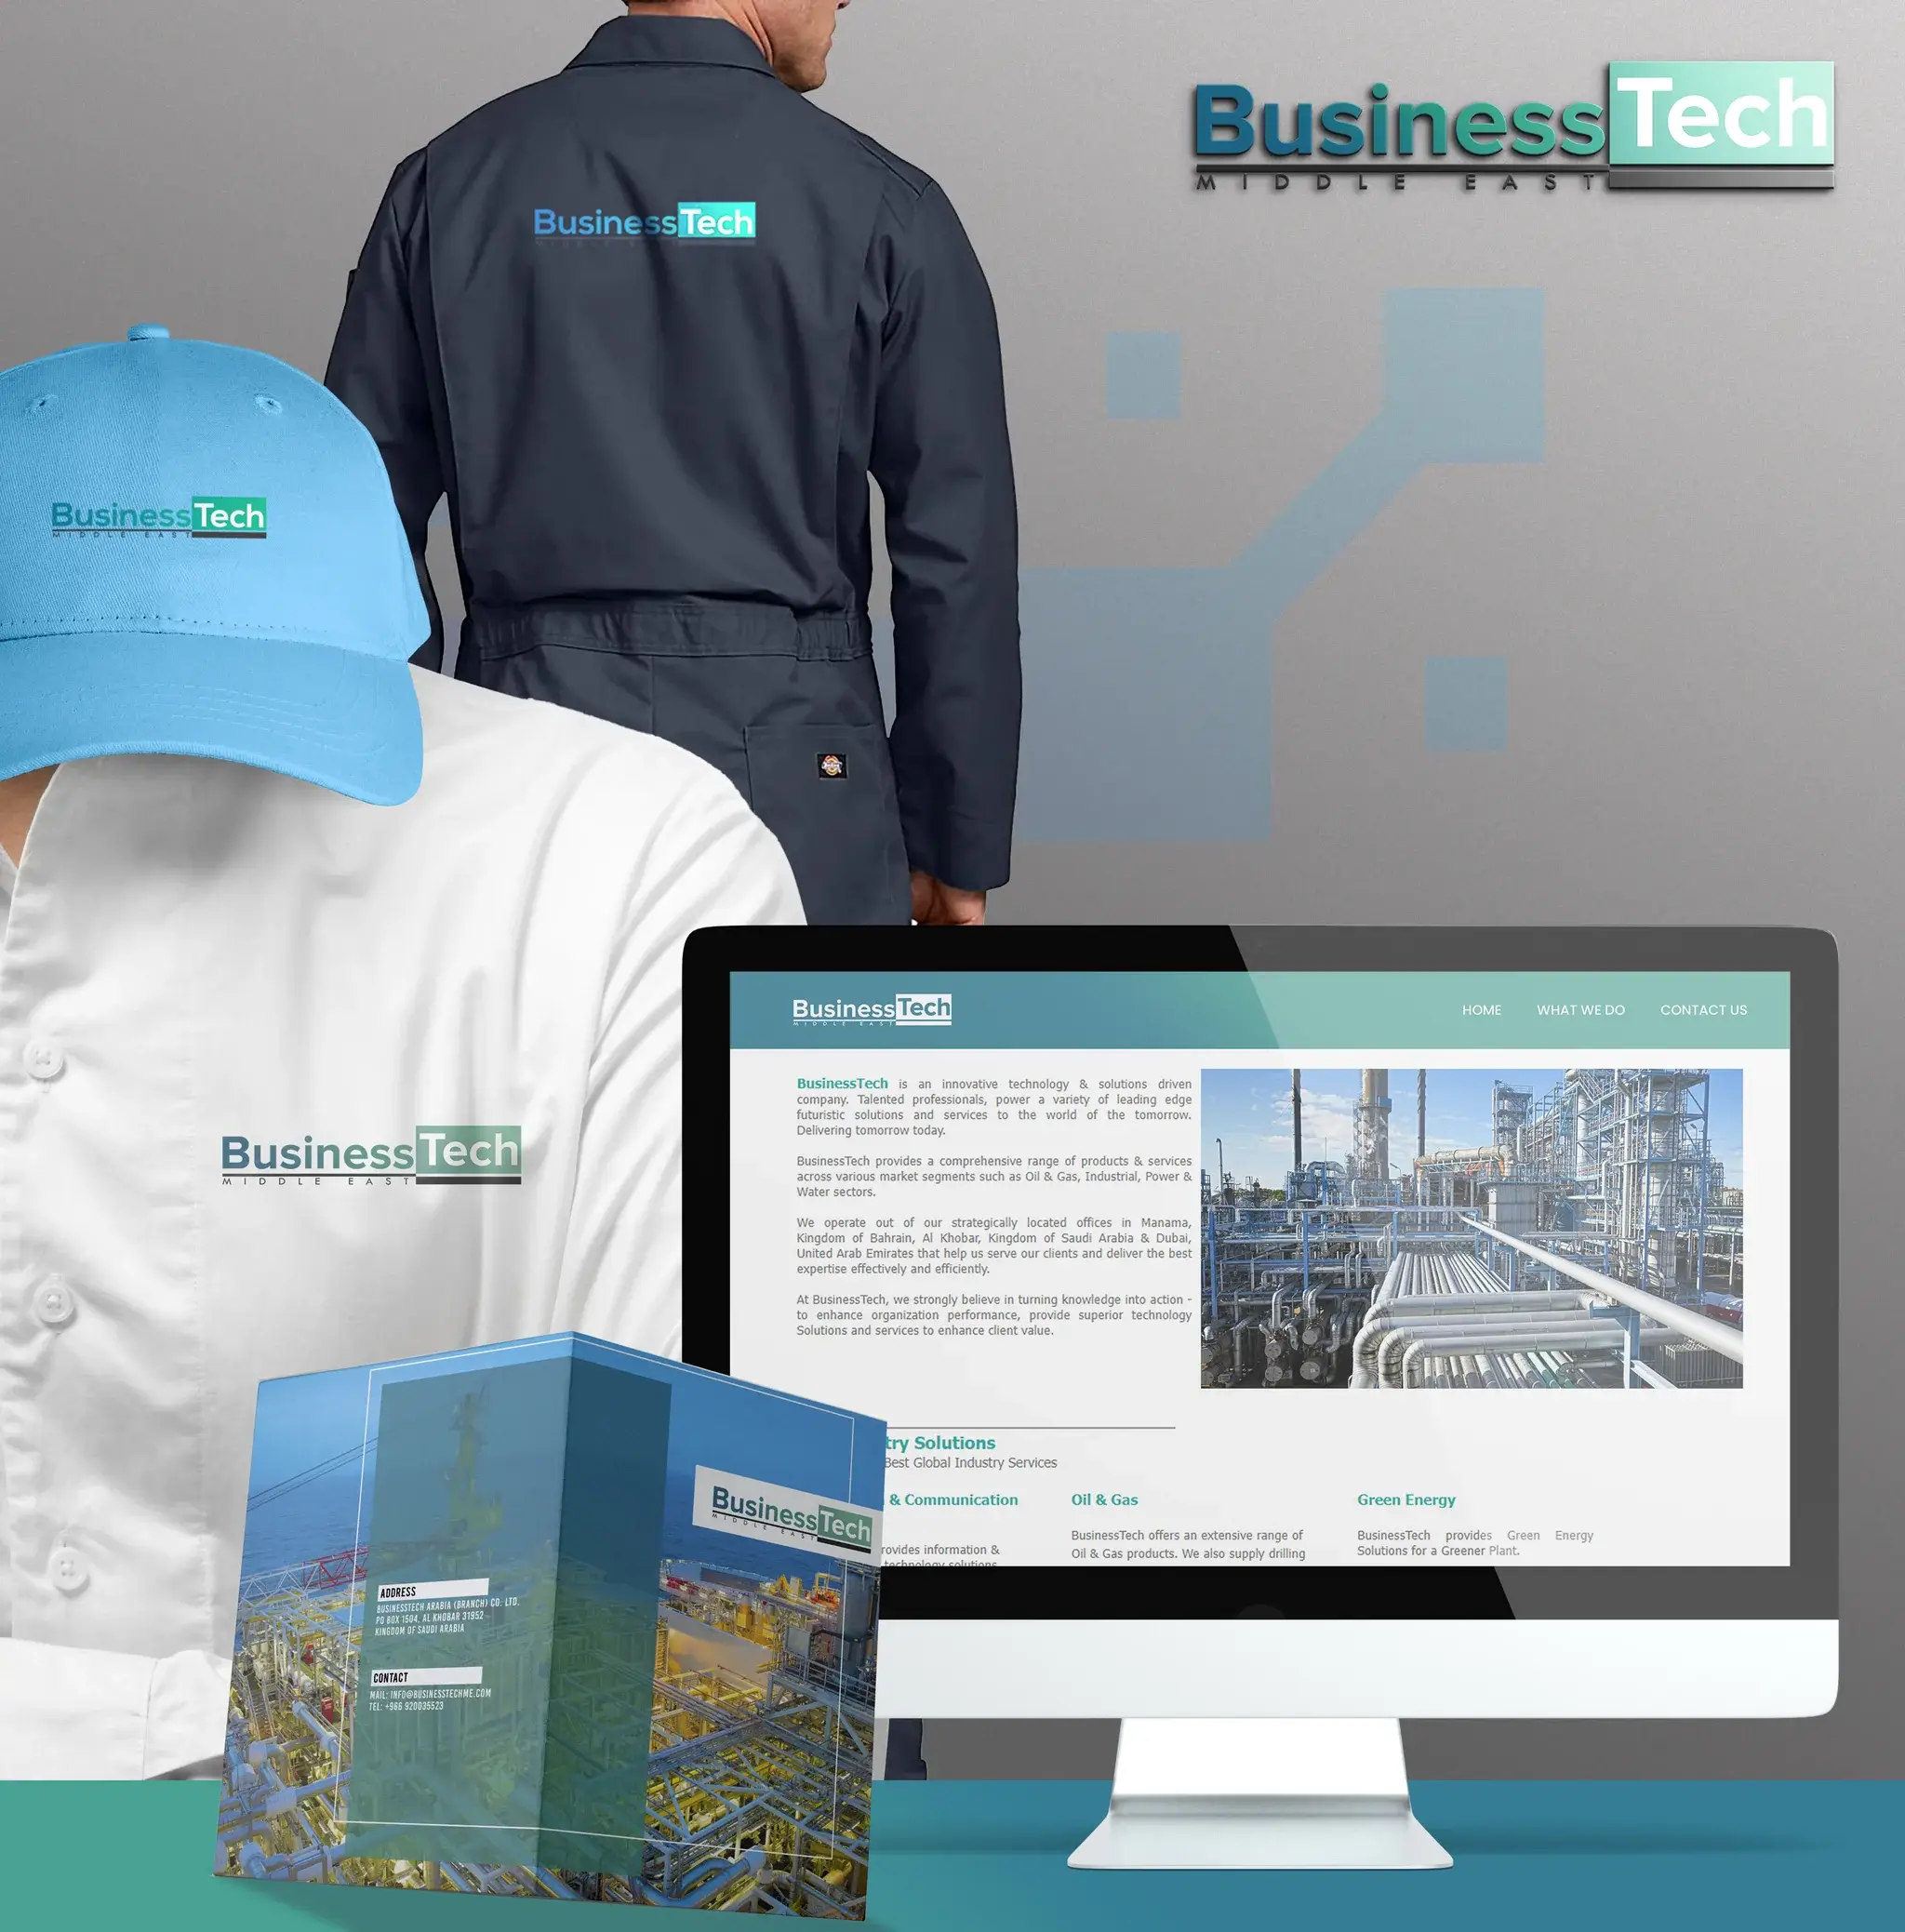 BusinessTech
MIDDLE EAST
BusinessTech
BusinessTech
MIDDLE EAST
BusinessTech
MIDDLE EAST
BusinessTech
MIDDLE EAST
HOME
WHAT WE DO
CONTACT US
BusinessTech is an innovative technology & solutions driven
company. Talented professionals, power a variety of leading edge
futuristic solutions and services to the world of the tomorrow.
Delivering tomorrow today.
BusinessTech provides a comprehensive range of products & services
across various market segments such as Oil & Gas, Industrial, Power &
Water sectors.
We operate out of our strategically located offices in Manama,
Kingdom of Bahrain, Al Khobar, Kingdom of Saudi Arabia & Dubai,
United Arab Emirates that help us serve our clients and deliver the best
expertise effectively and efficiently.
At BusinessTech, we strongly believe in turning knowledge into action -
to enhance organization performance, provide superior technology
Solutions and services to enhance client value.
try Solutions
Best Global Industry Services
& Communication
rovides information &
technology solutions
Oil & Gas
BusinessTech offers an extensive range of
Oil & Gas products. We also supply drilling
Green Energy
BusinessTech provides Green Energy
Solutions for a Greener Plant.
BusinessTech
MIDDLE EAST
ADDRESS
BUSINESSTECH ARABIA (BRANCH) CO. LTD.
PO BOX 1504, AL KHOBAR 31952
KINGDOM OF SAUDI ARABIA
CONTACT
MAIL: INFO@BUSINESSTECHME.COM
TEL: +966 920035523